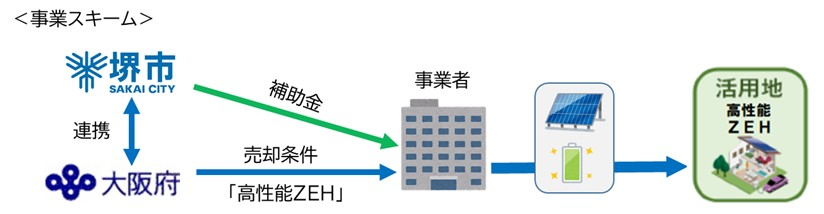 ＜事業スキーム＞
堺市
SAKAI CITY
補助金
事業者
連携
大阪府
売却条件
「高性能ZEH」
活用地
高性能
ZEH